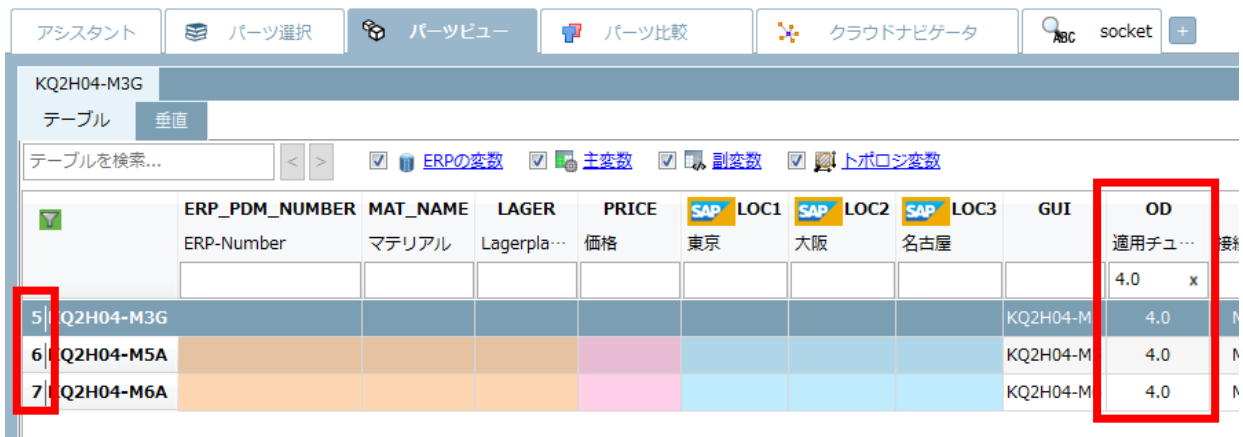 アシスタント パーツ選択 パーツビュー パーツ比較 クラウドナビゲータ ABC socket +
KQ2H04-M3G
テーブル 垂直
テーブルを検索... < > ERPの変数 主変数 副変数 トポロジ変数
ERP_PDM_NUMBER MAT_NAME LAGER PRICE SAP LOC1 SAP LOC2 SAP LOC3 GUI OD
ERP-Number マテリアル Lagerpla… 価格 東京 大阪 名古屋 適用チュ… 接続
4.0 x
5 KQ2H04-M3G KQ2H04-M 4.0
6 KQ2H04-M5A KQ2H04-M 4.0
7 KQ2H04-M6A KQ2H04-M 4.0